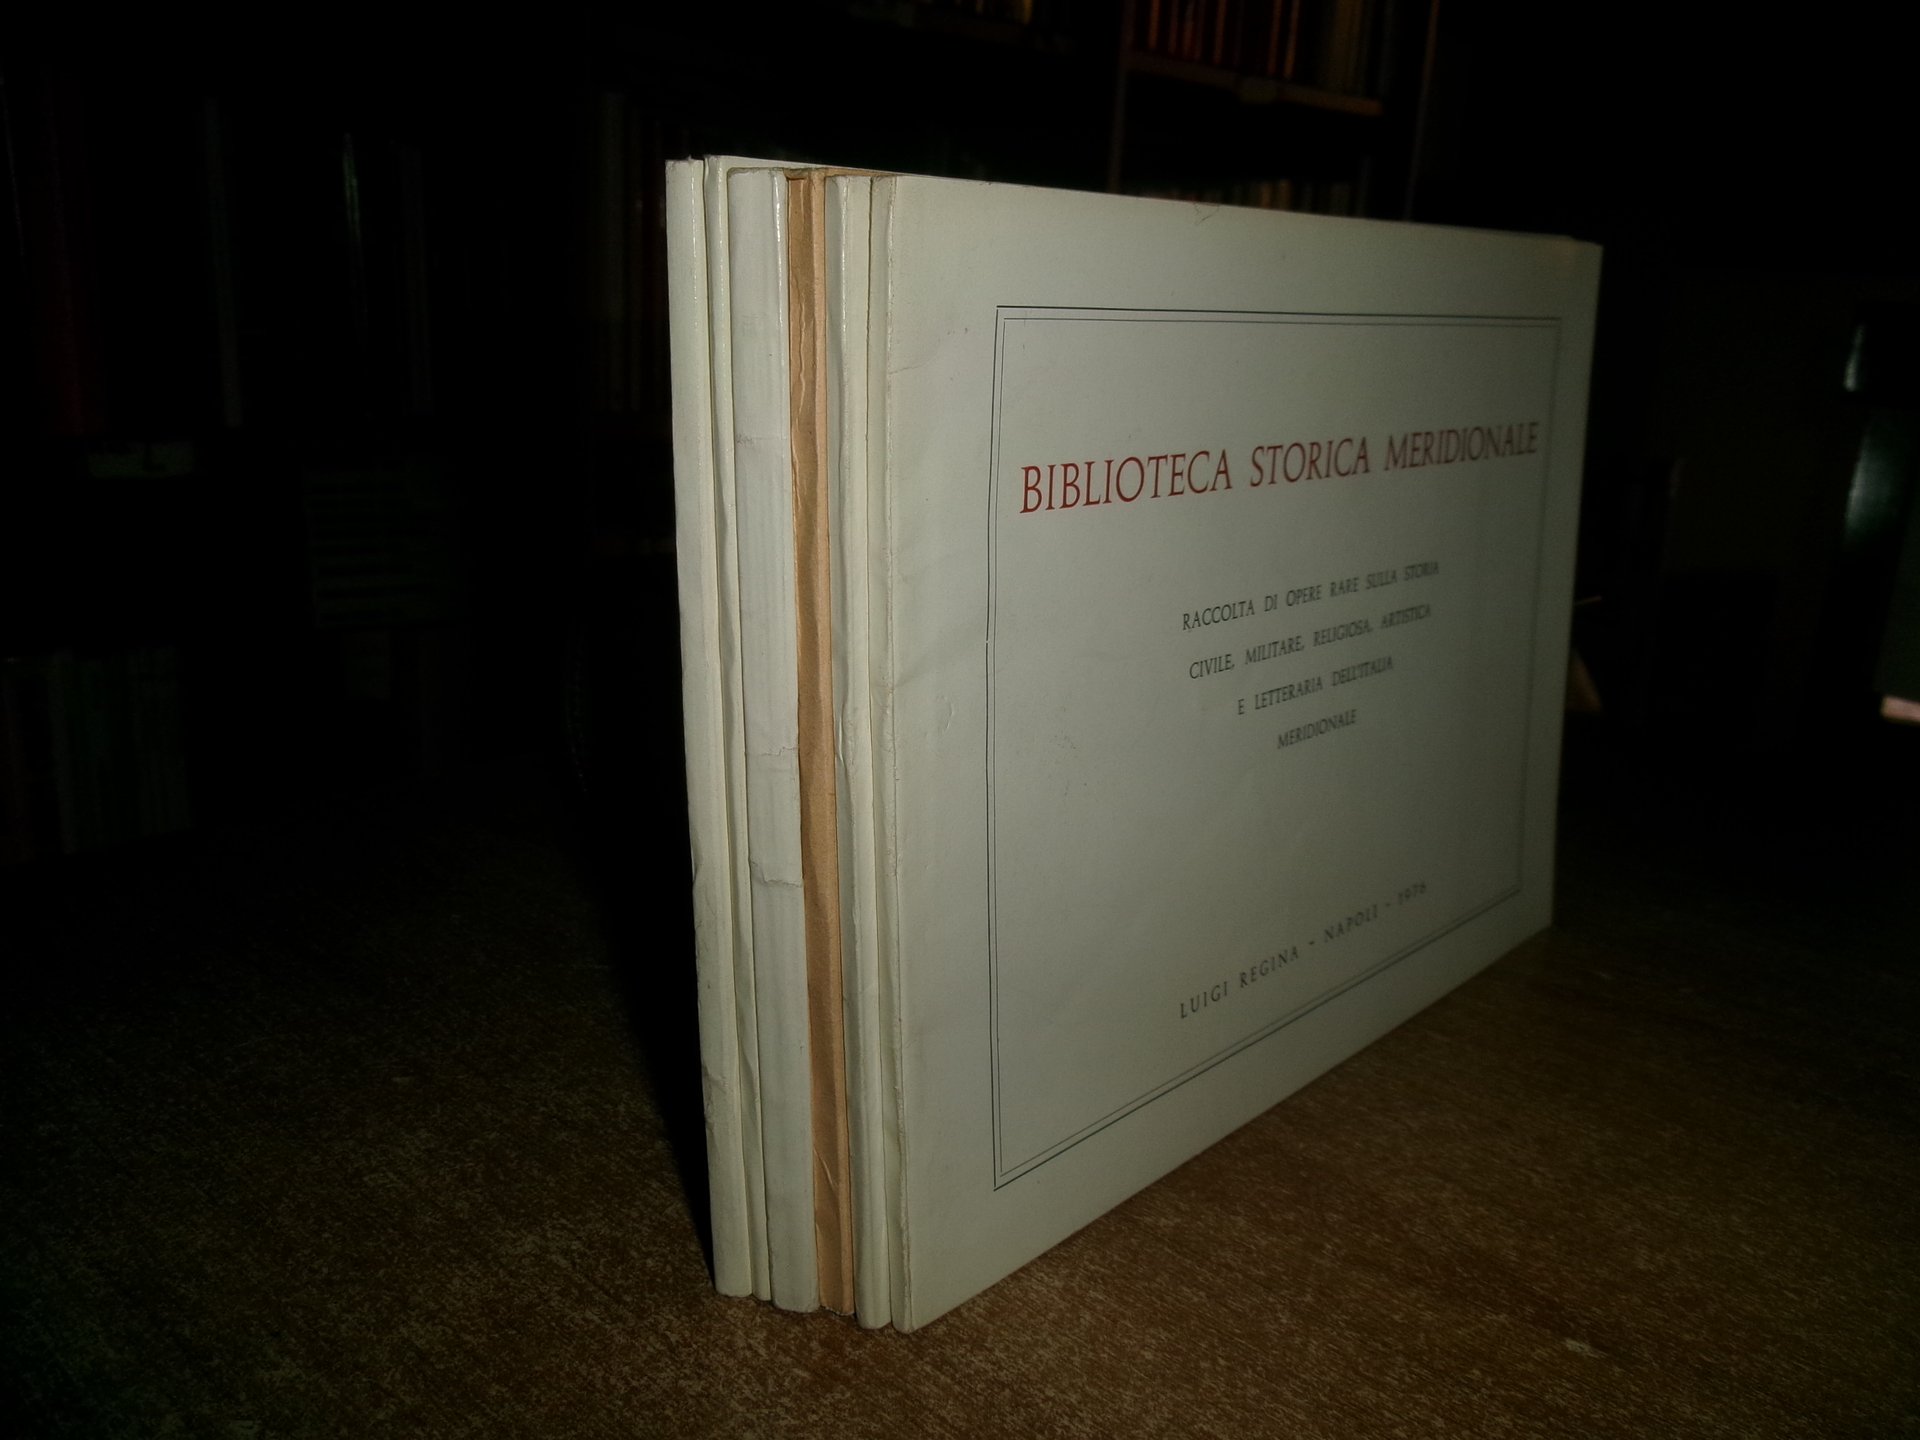 BIBLIOTECA STORICA MERIDIONALE
RACCOLTA DI OPERE RARE SULLA STORIA
CIVILE, MILITARE, RELIGIOSA, ARTISTICA
E LETTERARIA DELL'ITALIA
MERIDIONALE
LUIGI REGINA - NAPOLI - 1976